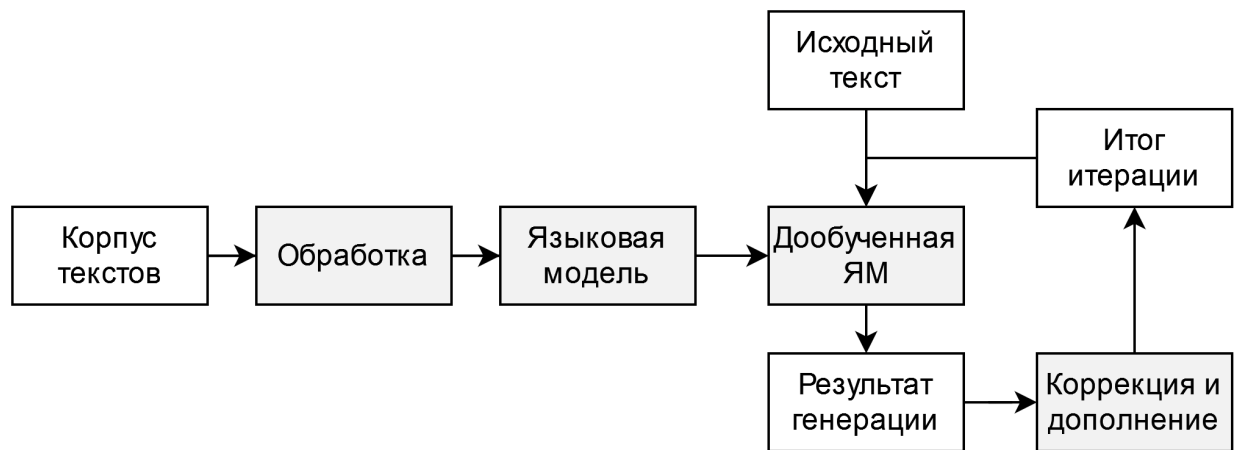 Исходный
текст
Итог
итерации
Корпус
текстов
Обработка
Языковая
модель
Дообученная
ЯМ
Результат
генерации
Коррекция и
дополнение